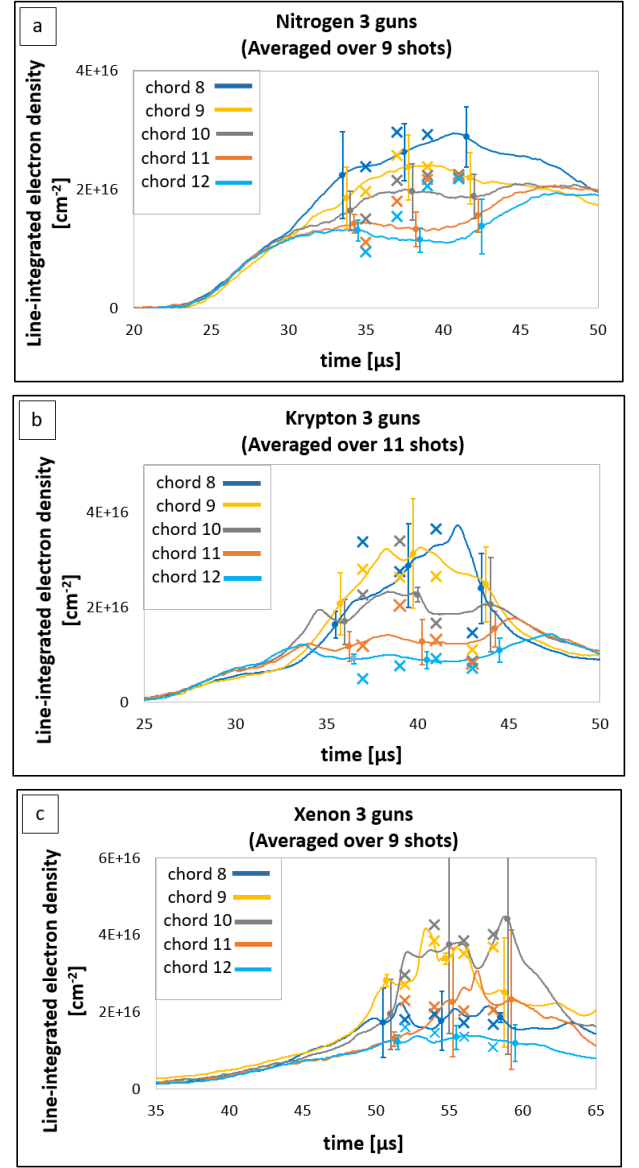 a
Nitrogen 3 guns
(Averaged over 9 shots)
Line-integrated electron density
[cm-2]
4E+16
2E+16
0
chord 8
chord 9
chord 10
chord 11
chord 12
20 25 30 35 40 45 50
time [µs]
b
Krypton 3 guns
(Averaged over 11 shots)
Line-integrated electron density
[cm-2]
4E+16
2E+16
0
chord 8
chord 9
chord 10
chord 11
chord 12
25 30 35 40 45 50
time [µs]
c
Xenon 3 guns
(Averaged over 9 shots)
Line-integrated electron density
[cm-2]
6E+16
4E+16
2E+16
0
chord 8
chord 9
chord 10
chord 11
chord 12
35 40 45 50 55 60 65
time [µs]